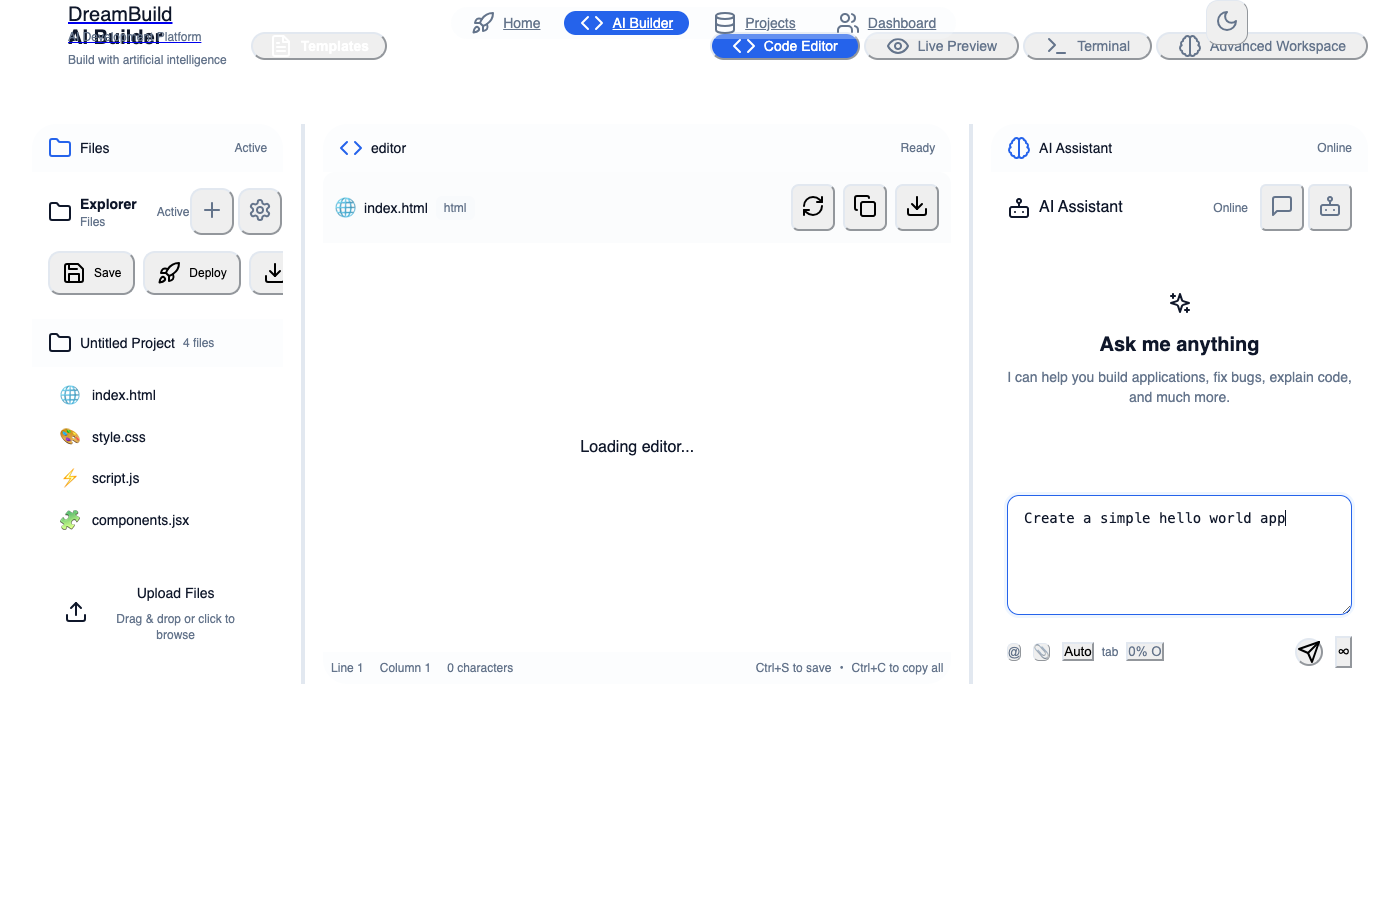 DreamBuild
AI Development Platform
AI Builder
Build with artificial intelligence
Templates
Home
AI Builder
Projects
Dashboard
Code Editor
Live Preview
Terminal
Advanced Workspace
Files
Active
Explorer
Files
Active
Save
Deploy
Untitled Project
4 files
index.html
style.css
script.js
components.jsx
Upload Files
Drag & drop or click to
browse
editor
Ready
index.html
html
Loading editor...
Line 1
Column 1
0 characters
Ctrl+S to save • Ctrl+C to copy all
AI Assistant
Online
AI Assistant
Online
Ask me anything
I can help you build applications, fix bugs, explain code,
and much more.
Create a simple hello world app
@
Auto
tab
0% O
∞